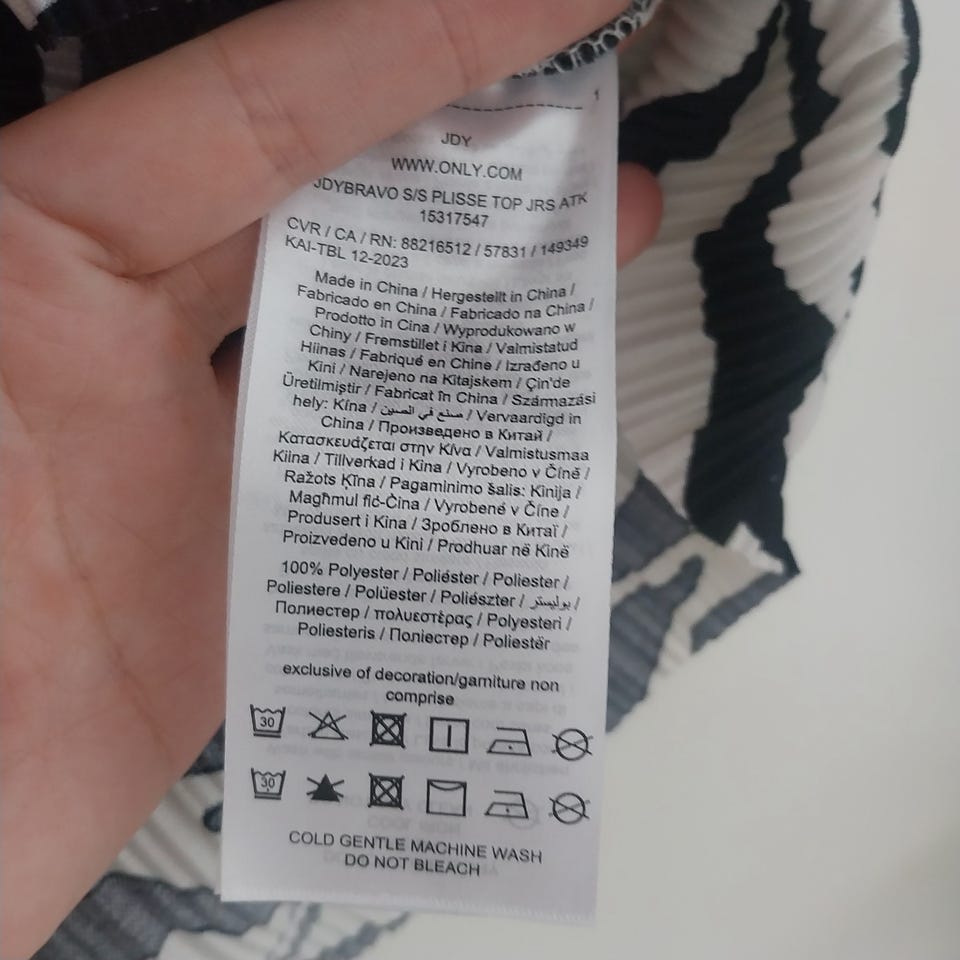 1
JDY
WWW.ONLY.COM
JDYBRAVO S/S PLISSE TOP JRS ATK
15317547
CVR / CA / RN: 88216512 / 57831 / 149349
KAI-TBL 12-2023
Made in China / Hergestellt in China /
Fabricado en China / Fabricado na China /
Prodotto in Cina / Wyprodukowano w
Chiny / Fremstillet i Kina / Valmistatud
Hiinas / Fabriqué en Chine / Izrađeno u
Kini / Narejeno na Kitajskem / Çin'de
Üretilmiştir / Fabricat în China / Származási
hely: Kína / صنع في الصين / Vervaardigd in
China / Произведено в Китай /
Κατασκευάζεται στην Κίνα / Valmistusmaa
Kiina / Tillverkad i Kina / Vyrobeno v Číně /
Ražots Ķīna / Pagaminimo šalis: Kinija /
Magħmul fiċ-Ċina / Vyrobené v Číne /
Produsert i Kina / Зроблено в Китаї /
Proizvedeno u Kini / Prodhuar në Kinë
100% Polyester / Poliéster / Poliester /
Poliestere / Polüester / Poliészter / بوليستر /
Полиестер / πολυεστέρας / Polyesteri /
Poliesteris / Поліестер / Poliestër
exclusive of decoration/garniture non
comprise
30
30
COLD GENTLE MACHINE WASH
DO NOT BLEACH